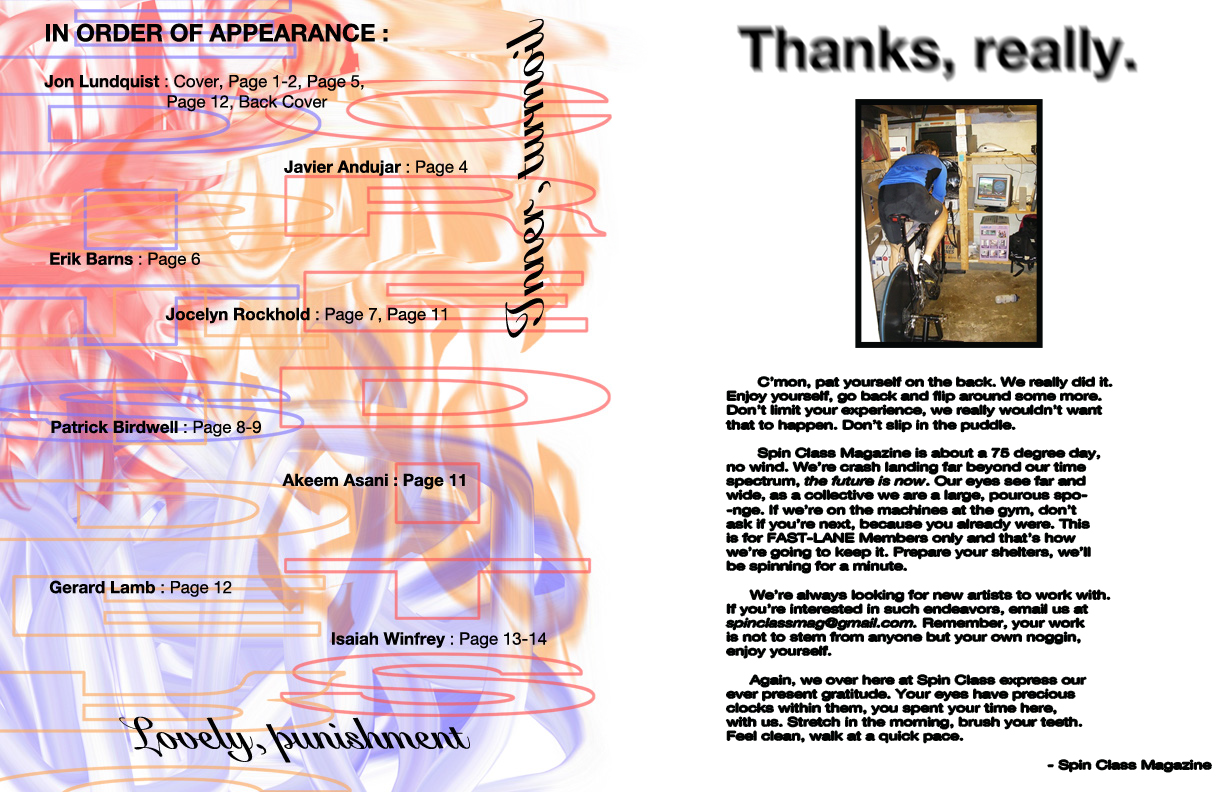 IN ORDER OF APPEARANCE :
Jon Lundquist : Cover, Page 1-2, Page 5,
Page 12, Back Cover
Javier Andujar : Page 4
Erik Barns : Page 6
Jocelyn Rockhold : Page 7, Page 11
Patrick Birdwell : Page 8-9
Akeem Asani : Page 11
Gerard Lamb : Page 12
Isaiah Winfrey : Page 13-14
Inner, turmoil
Lovely, punishment
Thanks, really.
C'mon, pat yourself on the back. We really did it.
Enjoy yourself, go back and flip around some more.
Don't limit your experience, we really wouldn't want
that to happen. Don't slip in the puddle.
Spin Class Magazine is about a 75 degree day,
no wind. We're crash landing far beyond our time
spectrum, the future is now. Our eyes see far and
wide, as a collective we are a large, pourous spo-
-nge. If we're on the machines at the gym, don't
ask if you're next, because you already were. This
is for FAST-LANE Members only and that's how
we're going to keep it. Prepare your shelters, we'll
be spinning for a minute.
We're always looking for new artists to work with.
If you're interested in such endeavors, email us at
spinclassmag@gmail.com. Remember, your work
is not to stem from anyone but your own noggin,
enjoy yourself.
Again, we over here at Spin Class express our
ever present gratitude. Your eyes have precious
clocks within them, you spent your time here,
with us. Stretch in the morning, brush your teeth.
Feel clean, walk at a quick pace.
- Spin Class Magazine